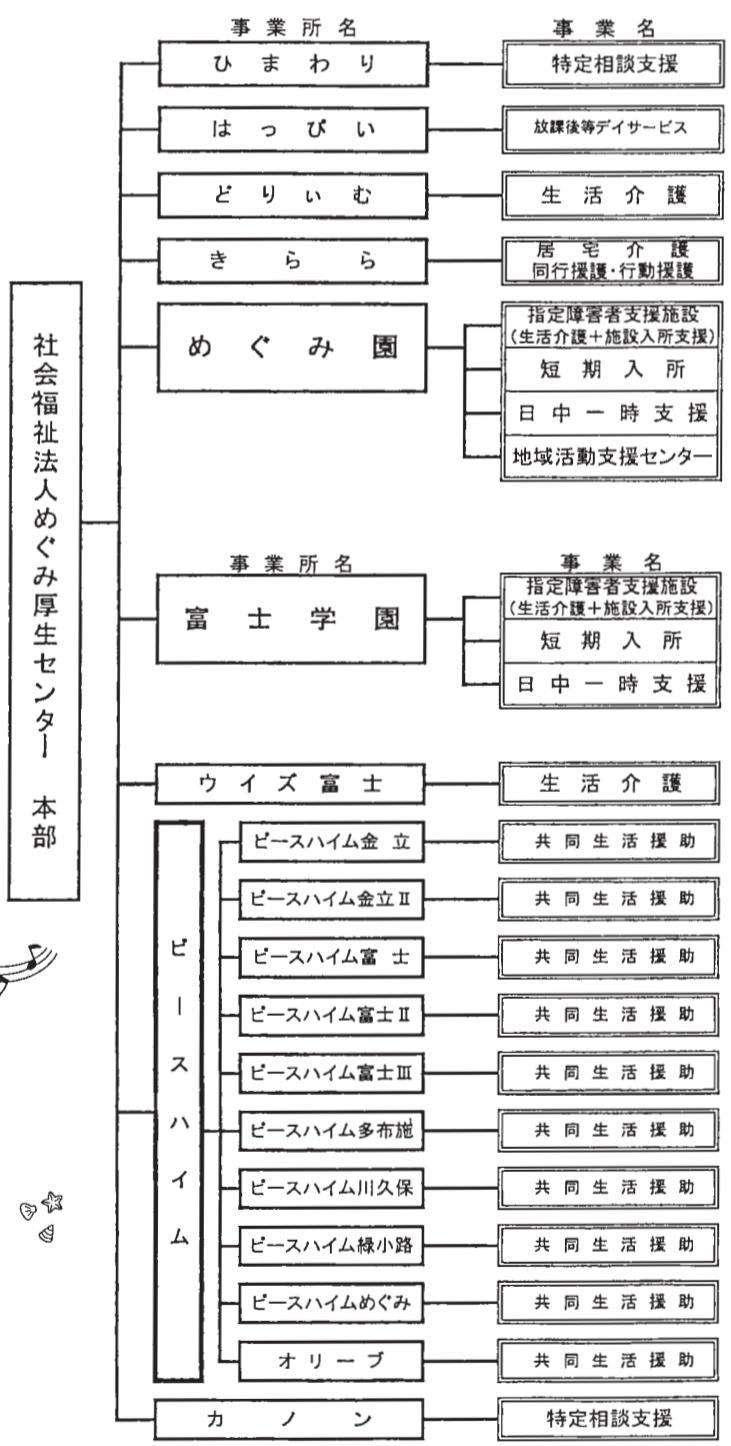 事業所名 事業名
ひまわり 特定相談支援
はっぴい 放課後等デイサービス
どりぃむ 生活介護
きらら 居宅介護
同行援護・行動援護
めぐみ園 指定障害者支援施設
(生活介護+施設入所支援)
短期入所
日中一時支援
地域活動支援センター
社会福祉法人めぐみ厚生センター 本部
事業所名 事業名
富士学園 指定障害者支援施設
(生活介護+施設入所支援)
短期入所
日中一時支援
ウイズ富士 生活介護
ピースハイム
ピースハイム金立 共同生活援助
ピースハイム金立Ⅱ 共同生活援助
ピースハイム富士 共同生活援助
ピースハイム富士Ⅱ 共同生活援助
ピースハイム富士Ⅲ 共同生活援助
ピースハイム多布施 共同生活援助
ピースハイム川久保 共同生活援助
ピースハイム緑小路 共同生活援助
ピースハイムめぐみ 共同生活援助
オリーブ 共同生活援助
カノン 特定相談支援